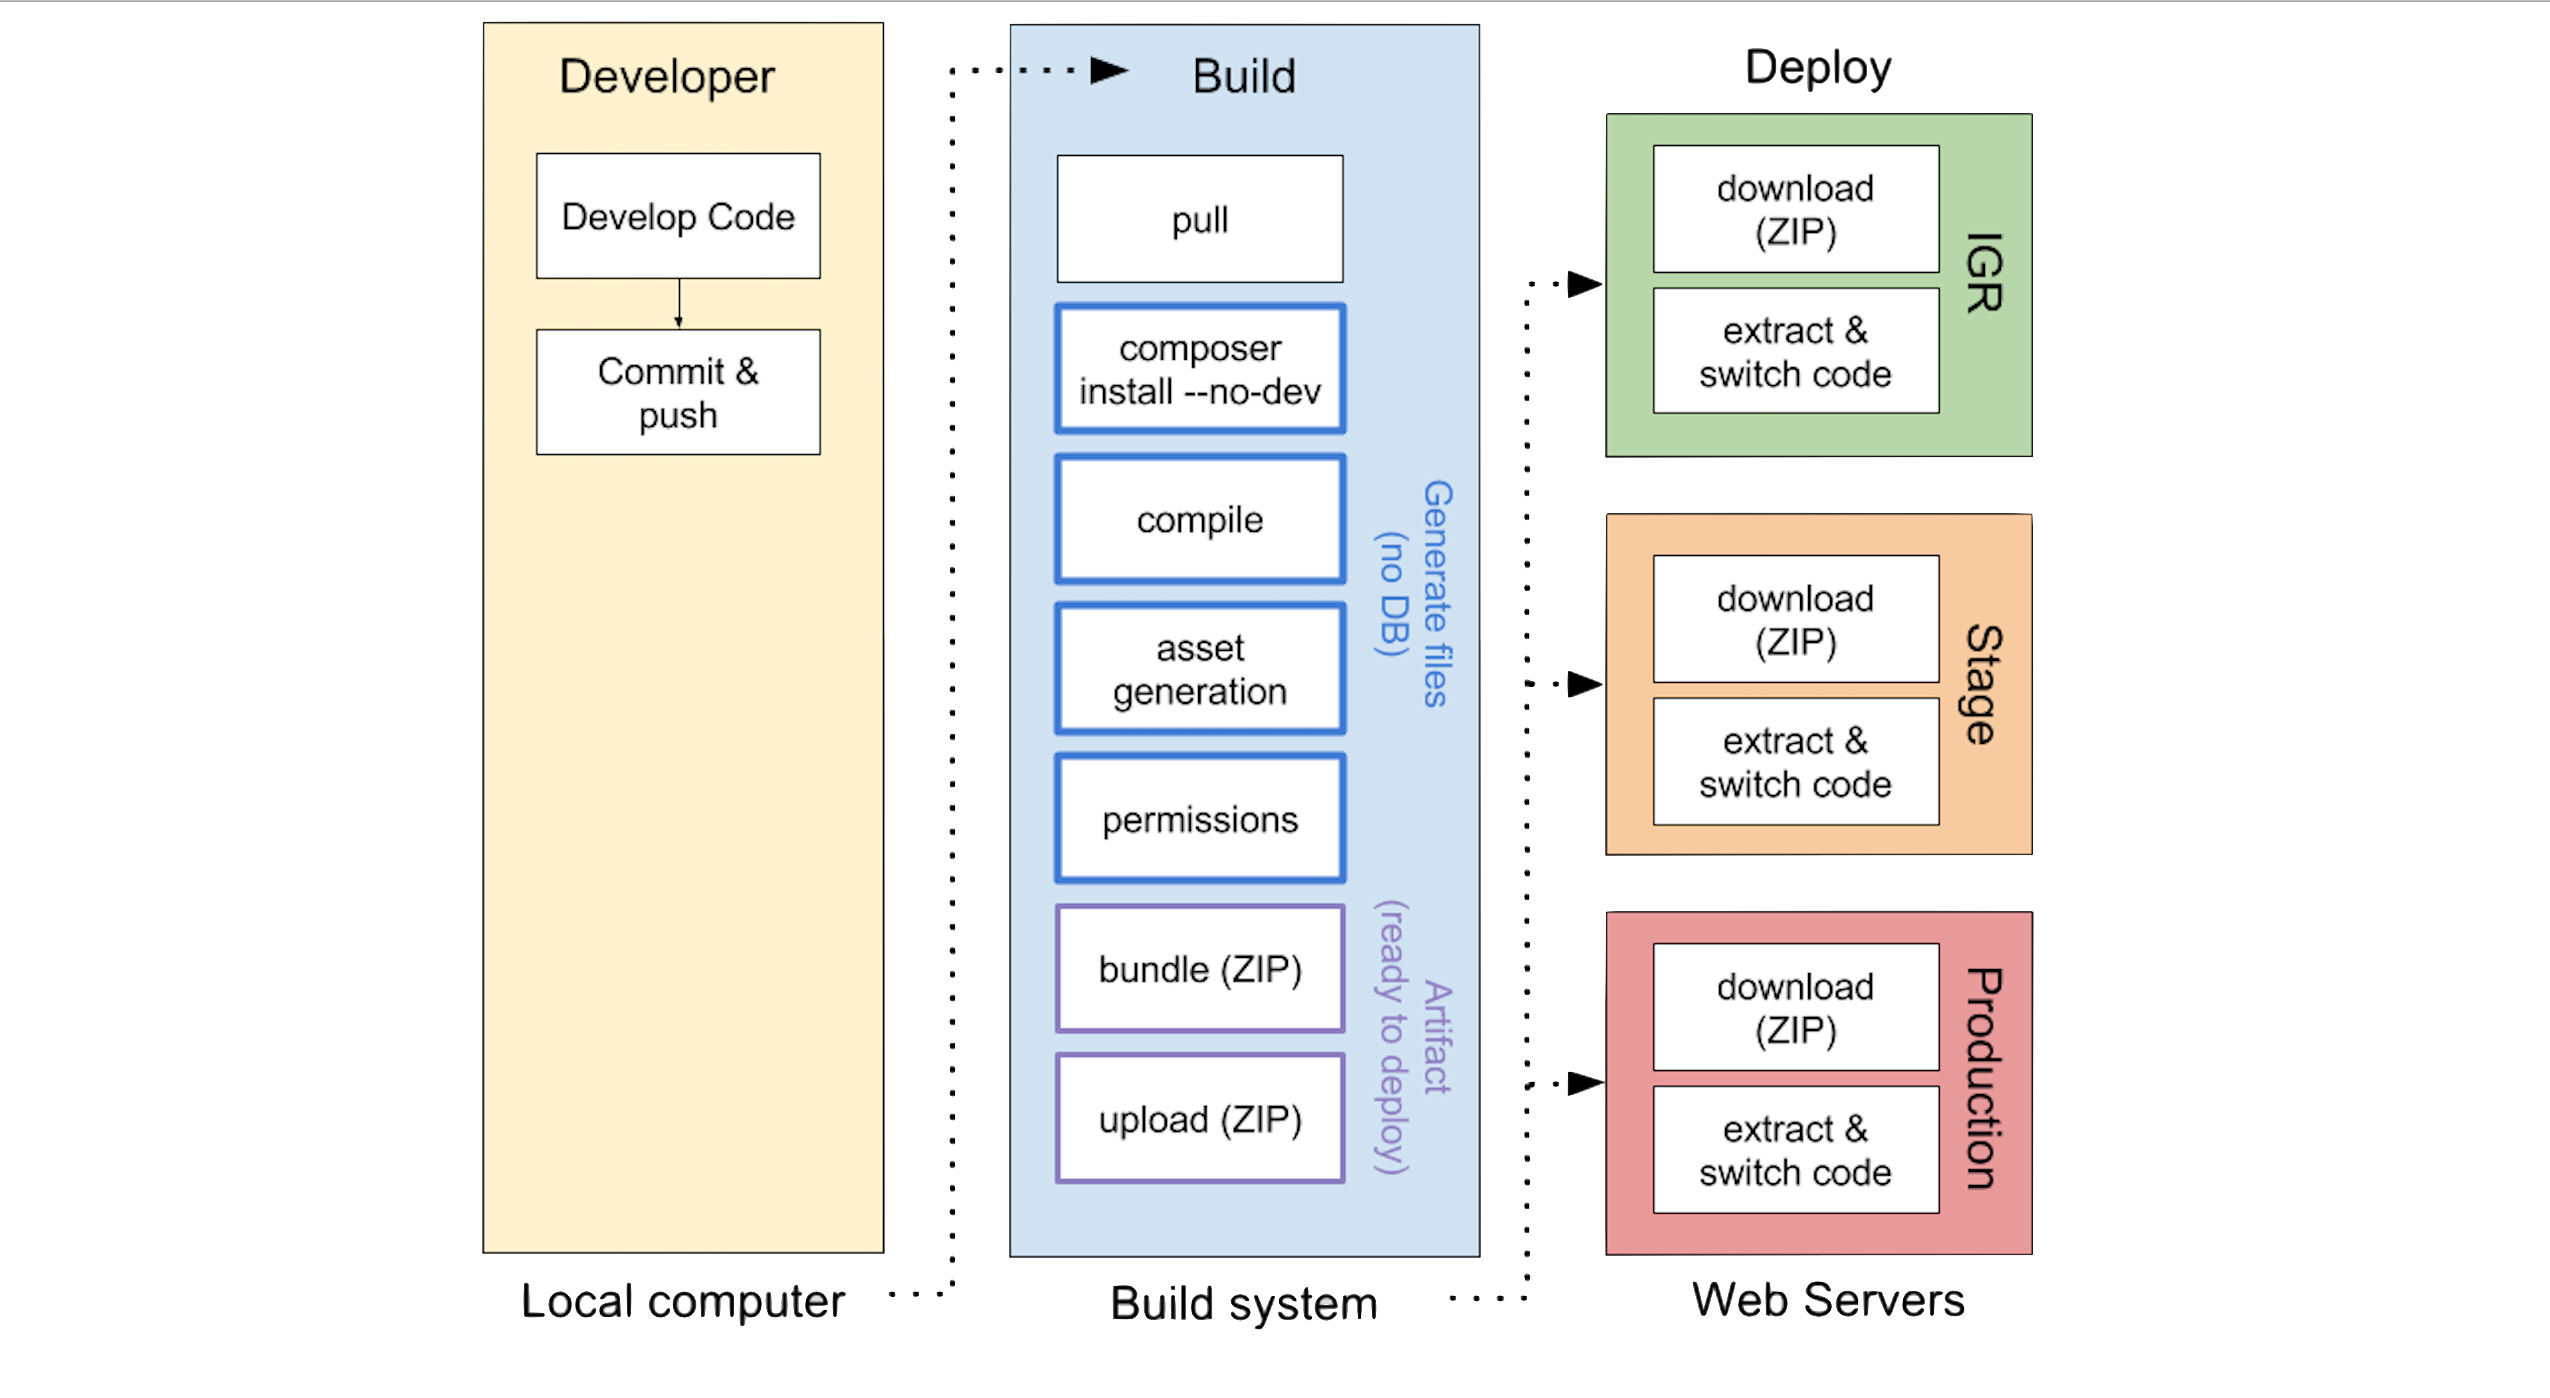 Developer
Develop Code
Commit &
push
Local computer
Build
pull
composer
install --no-dev
compile
asset
generation
permissions
Generate files
(no DB)
bundle (ZIP)
upload (ZIP)
Artifact
(ready to deploy)
Build system
Deploy
download
(ZIP)
extract &
switch code
IGR
download
(ZIP)
extract &
switch code
Stage
download
(ZIP)
extract &
switch code
Production
Web Servers